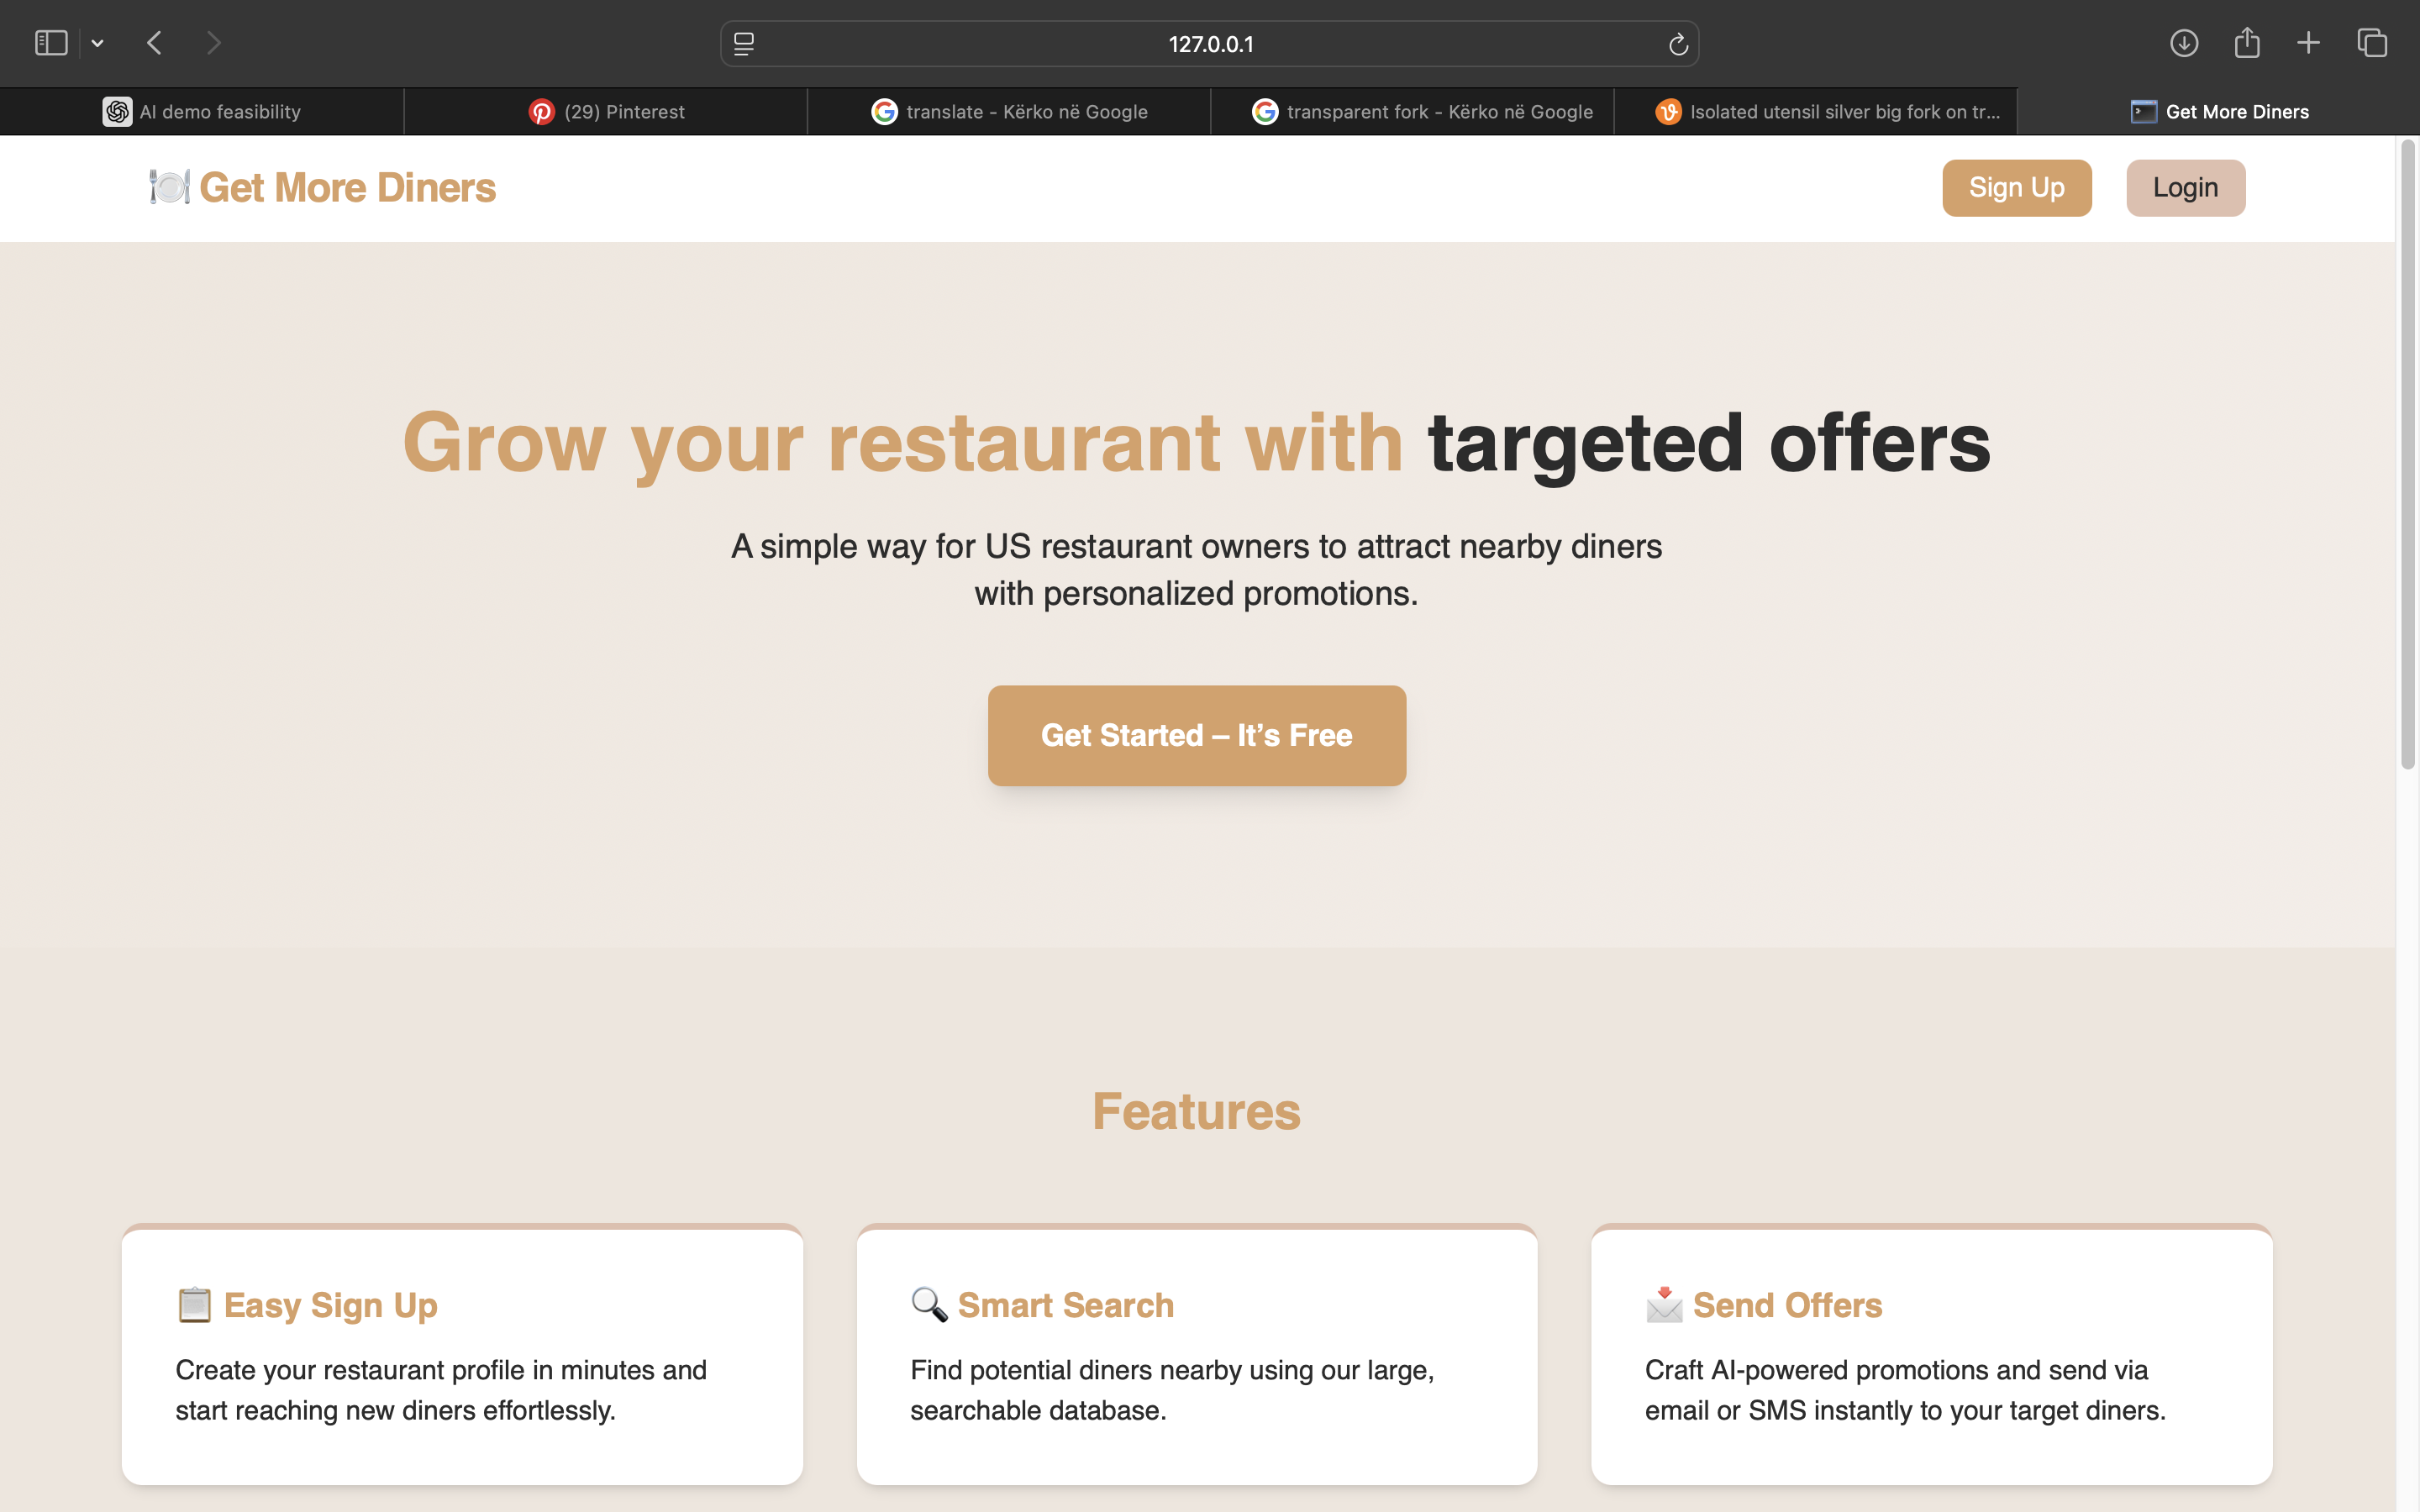 127.0.0.1
AI demo feasibility
(29) Pinterest
translate - Kërko në Google
transparent fork - Kërko në Google
Isolated utensil silver big fork on tr...
Get More Diners
Get More Diners
Sign Up
Login
Grow your restaurant with targeted offers
A simple way for US restaurant owners to attract nearby diners
with personalized promotions.
Get Started – It’s Free
Features
Easy Sign Up
Create your restaurant profile in minutes and
start reaching new diners effortlessly.
Smart Search
Find potential diners nearby using our large,
searchable database.
Send Offers
Craft AI-powered promotions and send via
email or SMS instantly to your target diners.